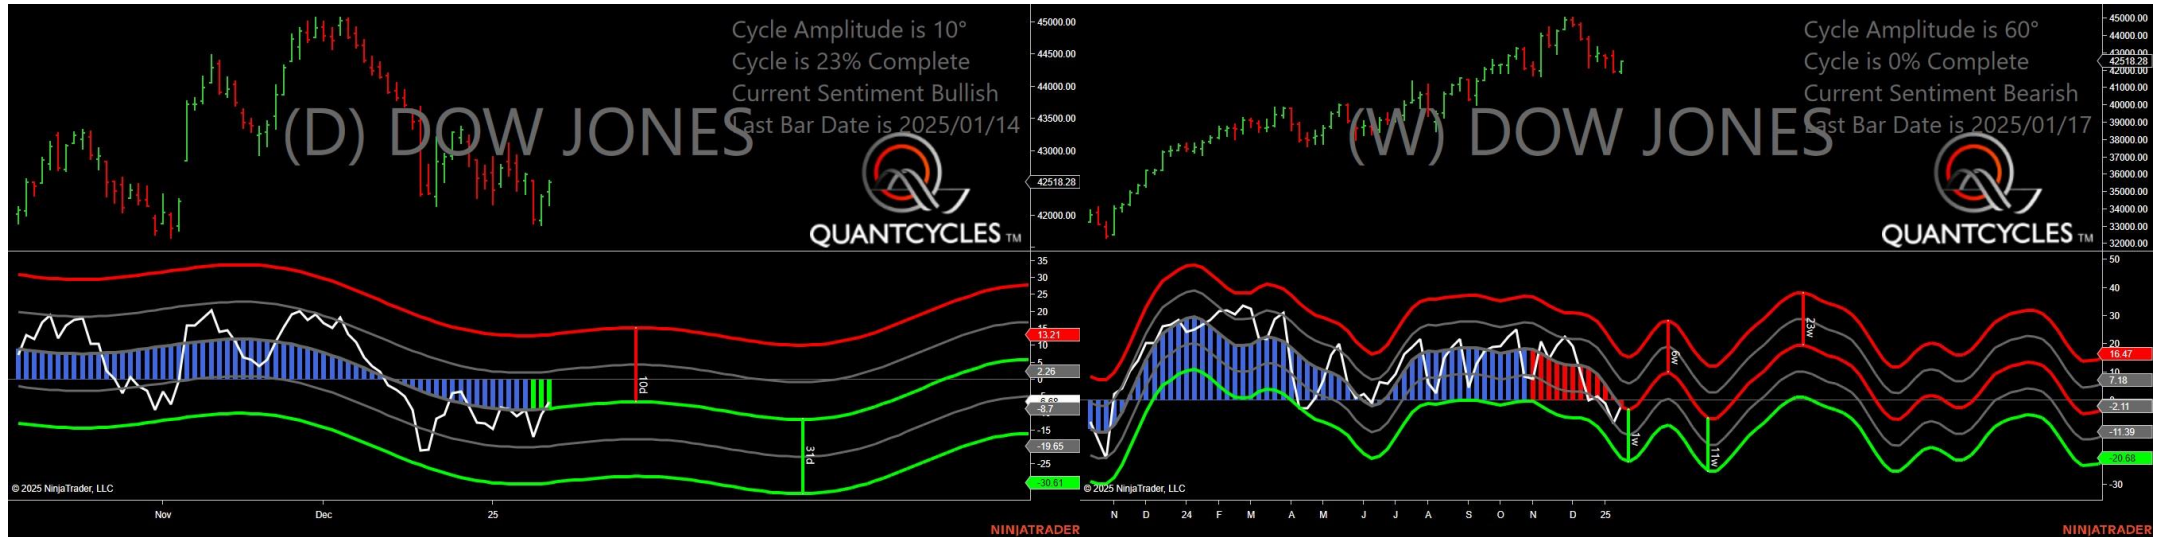 Cycle Amplitude is 10°
Cycle is 23% Complete
Current Sentiment Bullish
Last Bar Date is 2025/01/14
(D) DOW JONES
QUANTCYCLES TM
45000.00
44500.00
44000.00
43500.00
43000.00
42518.28
42000.00
35
30
25
20
15
13.21
10
5
2.26
0
-8.7
-15
-19.65
-25
-30.61
10d
31d
© 2025 NinjaTrader, LLC
Nov
Dec
25
NINJATRADER
Cycle Amplitude is 60°
Cycle is 0% Complete
Current Sentiment Bearish
Last Bar Date is 2025/01/17
(W) DOW JONES
QUANTCYCLES TM
45000.00
44000.00
43000.00
42518.28
42000.00
41000.00
40000.00
39000.00
38000.00
37000.00
36000.00
35000.00
34000.00
33000.00
32000.00
50
40
30
20
16.47
10
7.18
-2.11
-11.39
-20.68
-30
1w
6w
11w
23w
© 2025 NinjaTrader, LLC
N D 24 F M A M J J A S O N D 25
NINJATRADER